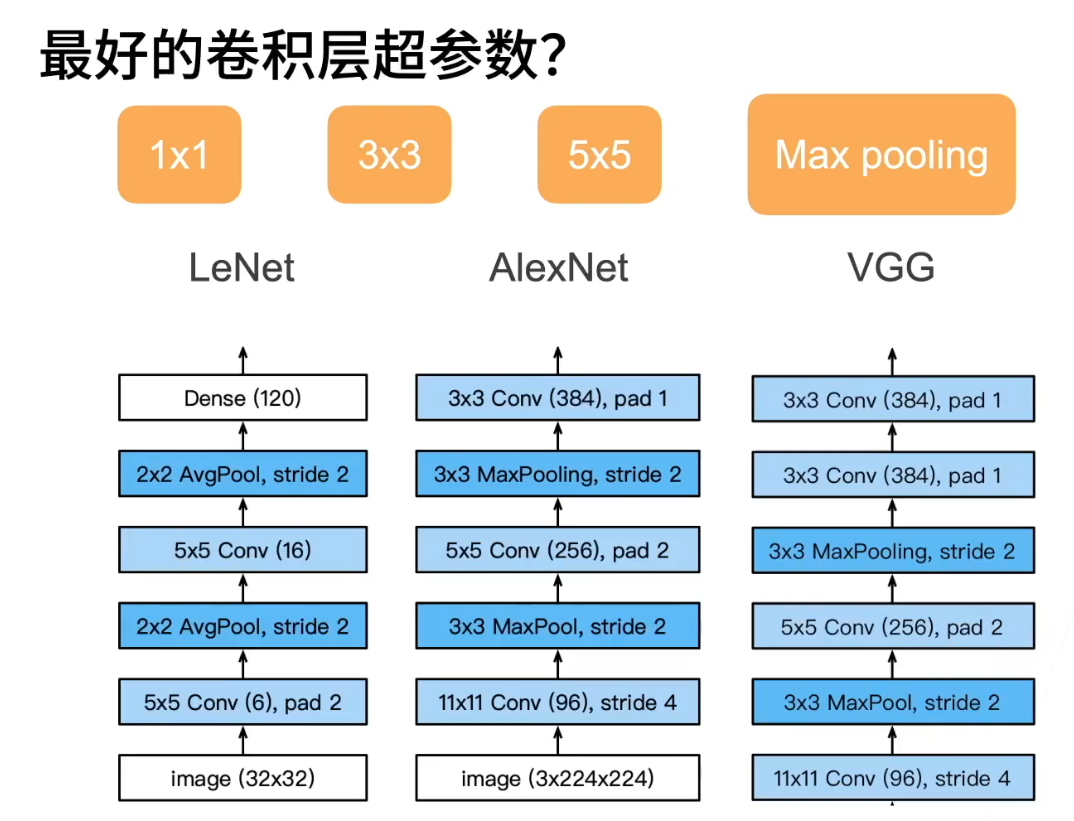 最好的卷积层超参数？
1x1
3x3
5x5
Max pooling
LeNet
AlexNet
VGG
Dense (120)
2x2 AvgPool, stride 2
5x5 Conv (16)
2x2 AvgPool, stride 2
5x5 Conv (6), pad 2
image (32x32)
3x3 Conv (384), pad 1
3x3 MaxPooling, stride 2
5x5 Conv (256), pad 2
3x3 MaxPool, stride 2
11x11 Conv (96), stride 4
image (3x224x224)
3x3 Conv (384), pad 1
3x3 Conv (384), pad 1
3x3 MaxPooling, stride 2
5x5 Conv (256), pad 2
3x3 MaxPool, stride 2
11x11 Conv (96), stride 4